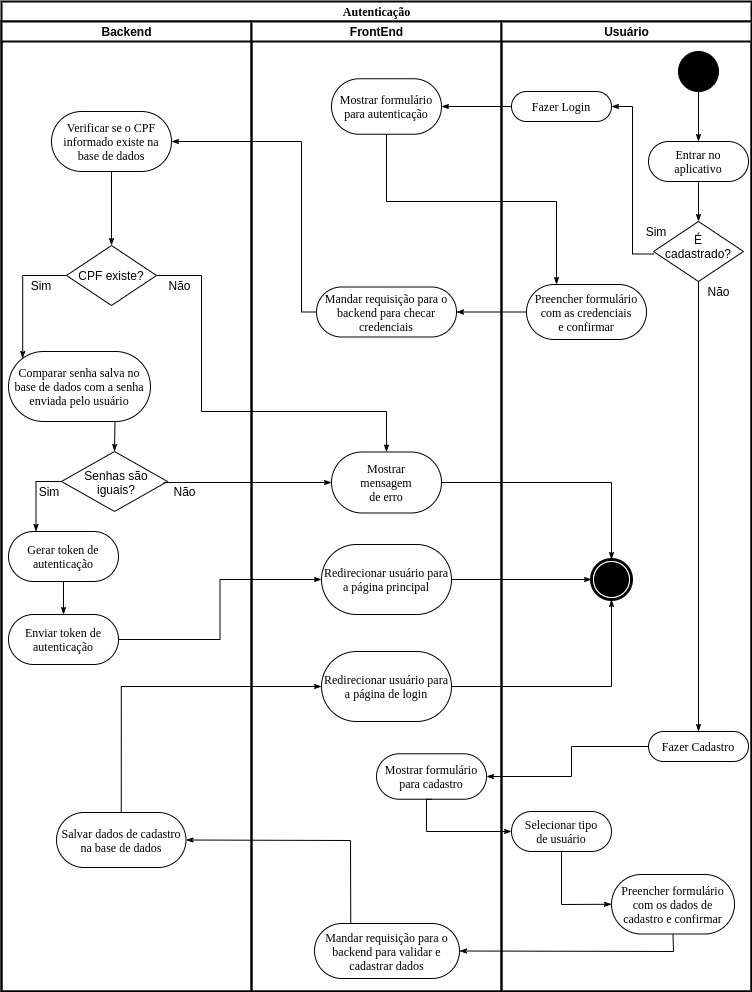 Autenticação
Backend
FrontEnd
Usuário
Mostrar formulário
para autenticação
Fazer Login
Verificar se o CPF
informado existe na
base de dados
Entrar no
aplicativo
Sim
É
cadastrado?
Não
CPF existe?
Sim
Não
Mandar requisição para o
backend para checar
credenciais
Preencher formulário
com as credenciais
e confirmar
Comparar senha salva no
base de dados com a senha
enviada pelo usuário
Senhas são
iguais?
Sim
Não
Mostrar
mensagem
de erro
Gerar token de
autenticação
Redirecionar usuário para
a página principal
Enviar token de
autenticação
Redirecionar usuário para
a página de login
Fazer Cadastro
Mostrar formulário
para cadastro
Salvar dados de cadastro
na base de dados
Selecionar tipo
de usuário
Preencher formulário
com os dados de
cadastro e confirmar
Mandar requisição para o
backend para validar e
cadastrar dados